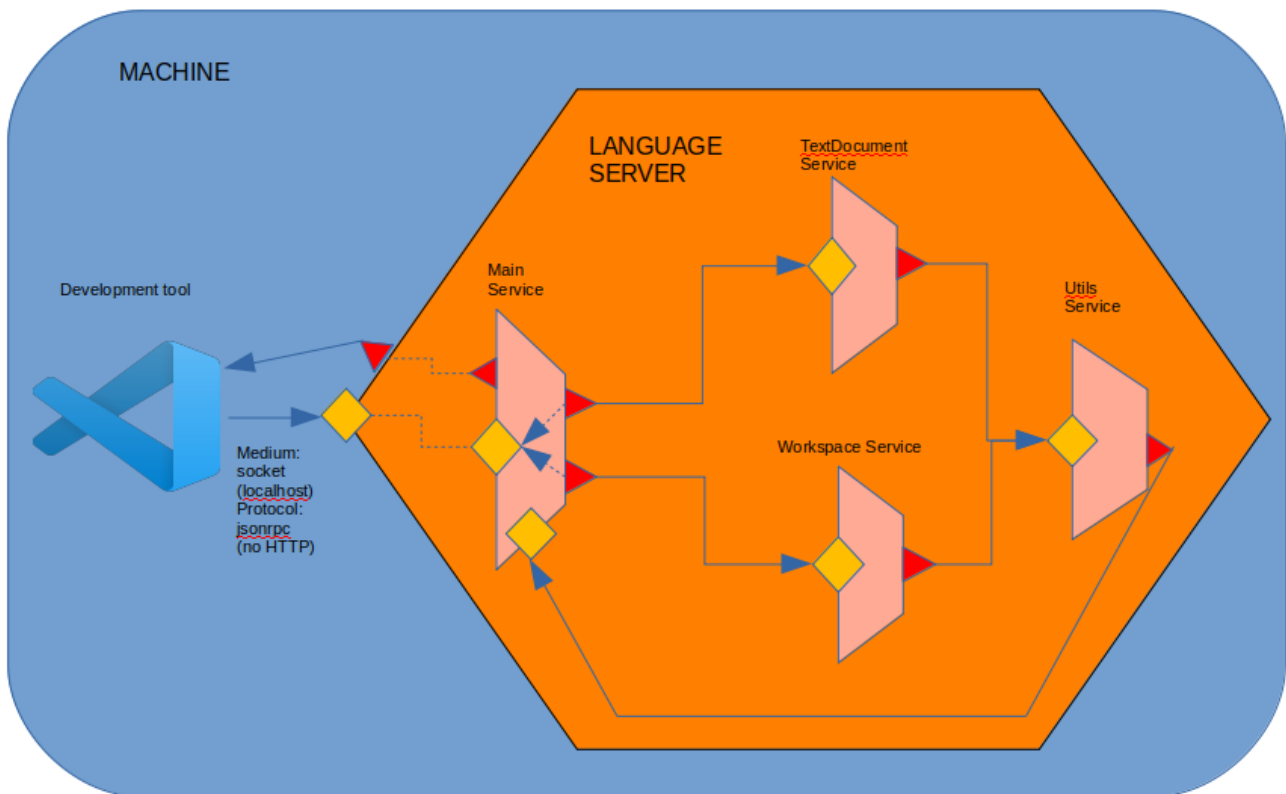 MACHINE
LANGUAGE
SERVER
TextDocument
Service
Main
Service
Development tool
Utils
Service
Medium:
socket
(localhost)
Protocol:
jsonrpc
(no HTTP)
Workspace Service